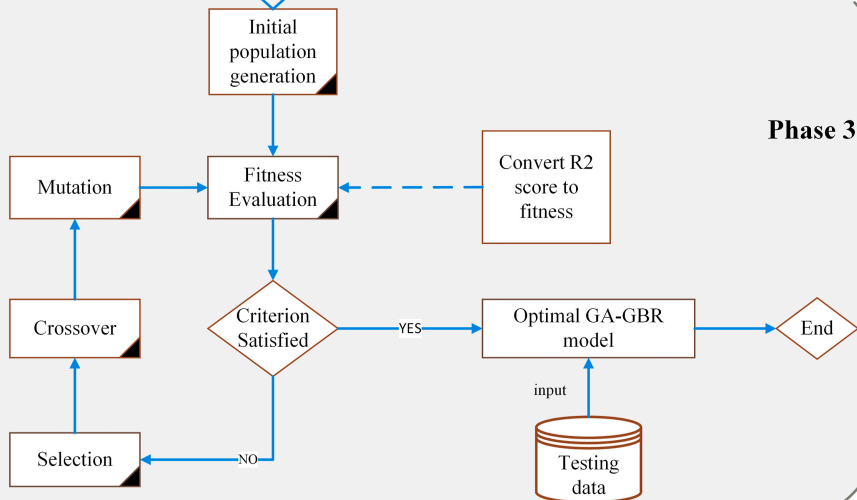 Initial
population
generation
Phase 3
Mutation
Fitness
Evaluation
Convert R2
score to
fitness
Crossover
Criterion
Satisfied
YES
Optimal GA-GBR
model
End
input
Selection
NO
Testing
data